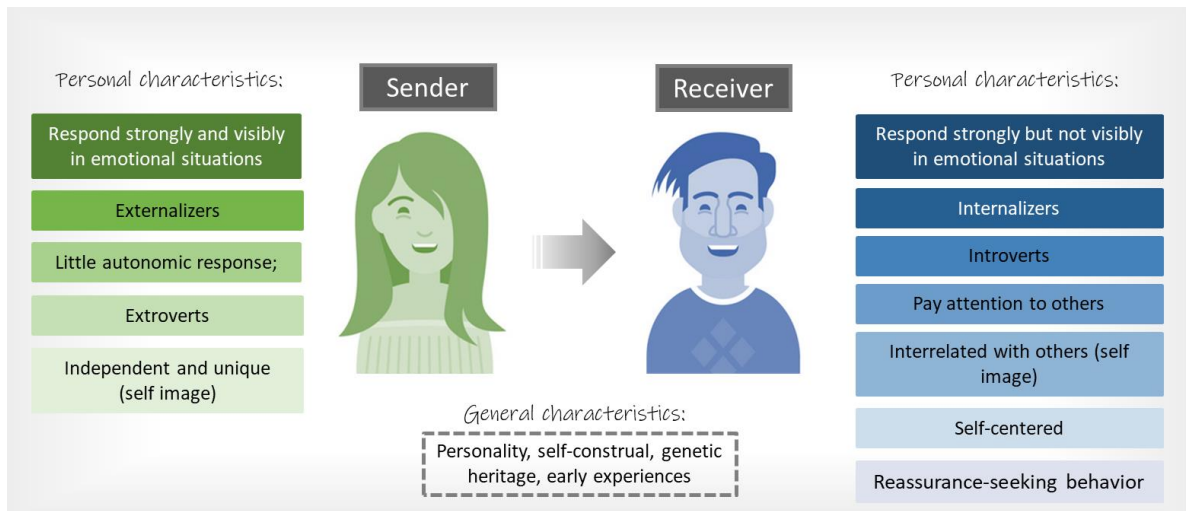 Sender
Receiver
Personal characteristics:
Respond strongly and visibly
in emotional situations
Externalizers
Little autonomic response;
Extroverts
Independent and unique
(self image)
General characteristics:
Personality, self-construal, genetic
heritage, early experiences
Personal characteristics:
Respond strongly but not visibly
in emotional situations
Internalizers
Introverts
Pay attention to others
Interrelated with others (self
image)
Self-centered
Reassurance-seeking behavior